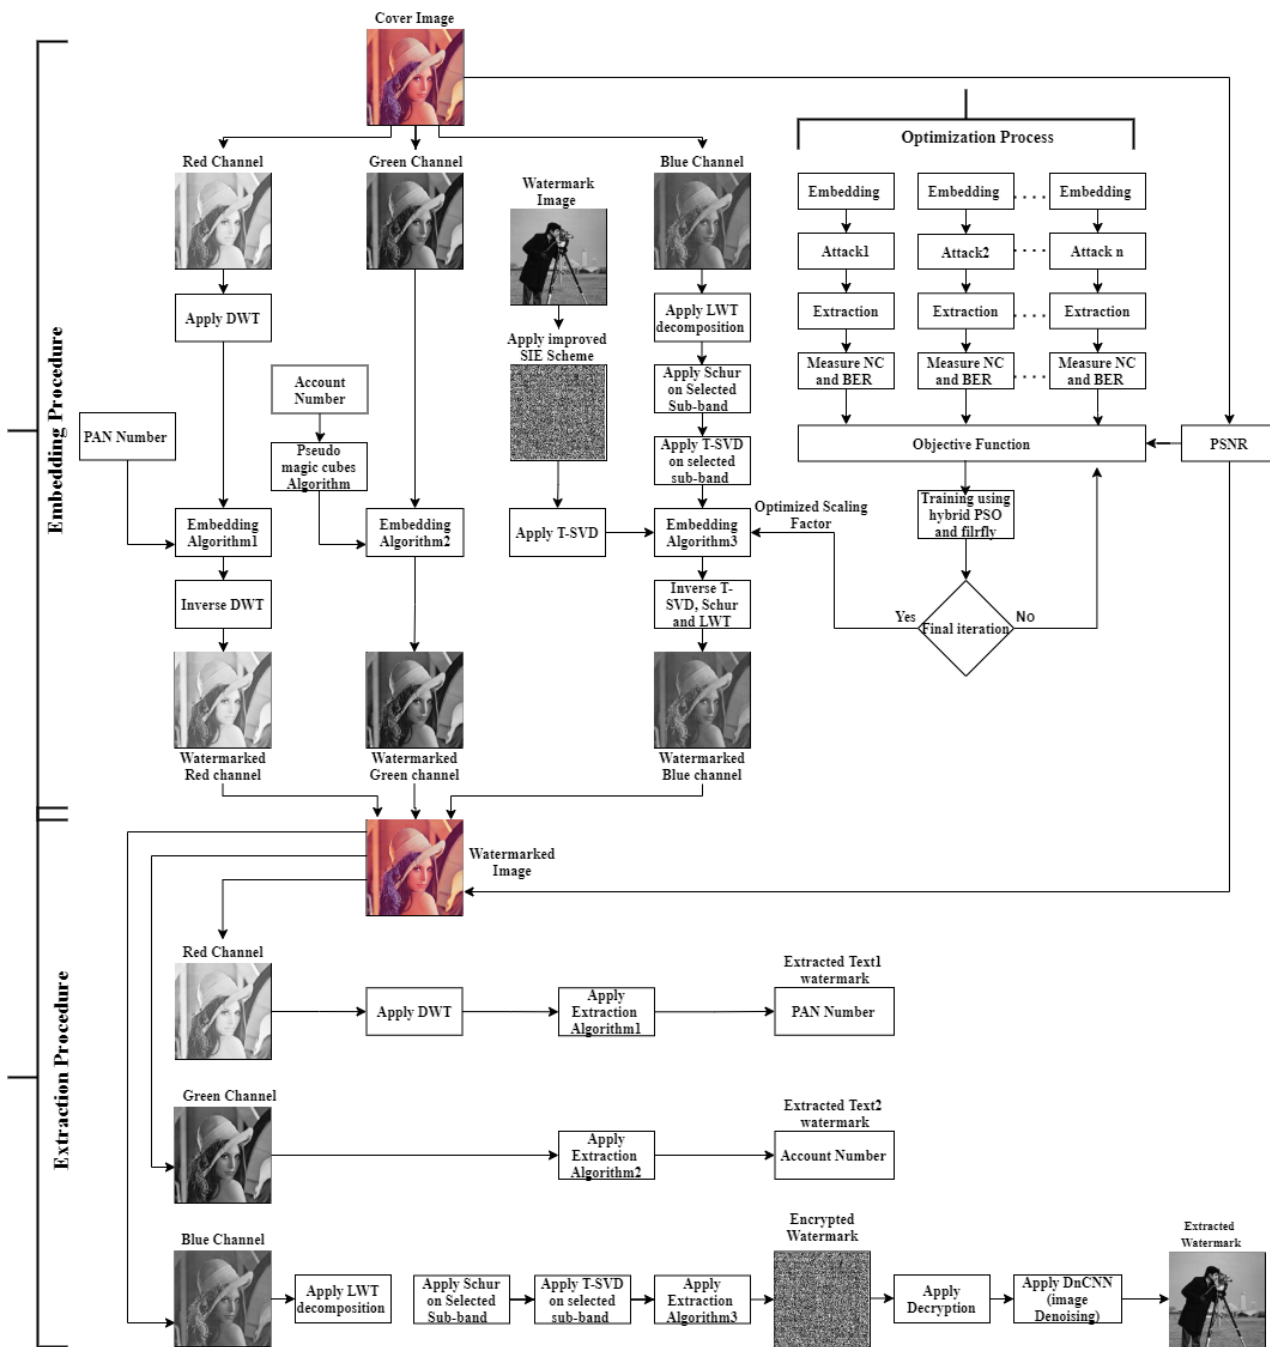 Cover Image
Embedding Procedure
Optimization Process
Red Channel
Green Channel
Blue Channel
Watermark
Image
Embedding
Embedding
Embedding
Attack1
Attack2
Attack n
Apply DWT
Apply LWT
decomposition
Extraction
Extraction
Extraction
Apply improved
SIE Scheme
Measure NC
and BER
Measure NC
and BER
Measure NC
and BER
Account
Number
Apply Schur
on Selected
Sub-band
PAN Number
Pseudo
magic cubes
Algorithm
Apply T-SVD
on selected
sub-band
Objective Function
PSNR
Training using
hybrid PSO
and filrfly
Optimized Scaling
Factor
Embedding
Algorithm1
Embedding
Algorithm2
Apply T-SVD
Embedding
Algorithm3
Inverse DWT
Inverse T-
SVD, Schur
and LWT
Yes
Final iteration
No
Watermarked
Red channel
Watermarked
Green channel
Watermarked
Blue channel
Extraction Procedure
Watermarked
Image
Red Channel
Extracted Text1
watermark
Apply DWT
Apply
Extraction
Algorithm1
PAN Number
Green Channel
Extracted Text2
watermark
Apply
Extraction
Algorithm2
Account Number
Blue Channel
Encrypted
Watermark
Extracted
Watermark
Apply LWT
decomposition
Apply Schur
on Selected
Sub-band
Apply T-SVD
on selected
sub-band
Apply
Extraction
Algorithm3
Apply
Decryption
Apply DnCNN
(image
Denoising)